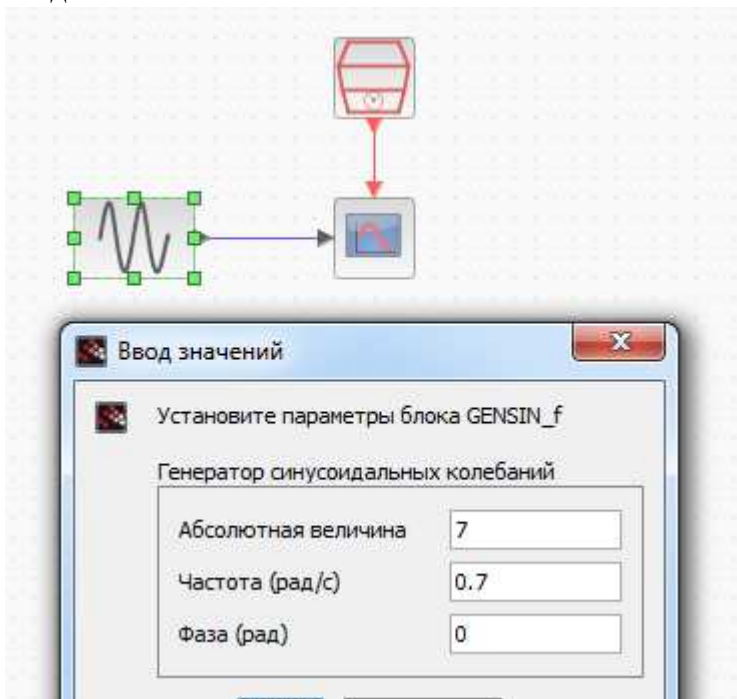 Ввод значений
Установите параметры блока GENSIN_f
Генератор синусоидальных колебаний
Абсолютная величина 7
Частота (рад/с) 0.7
Фаза (рад) 0